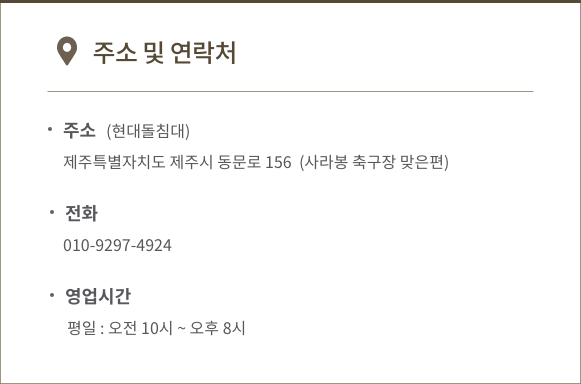 주소 및 연락처
• 주소 (현대돌침대)
제주특별자치도 제주시 동문로 156 (사라봉 축구장 맞은편)
• 전화
010-9297-4924
• 영업시간
평일 : 오전 10시 ~ 오후 8시